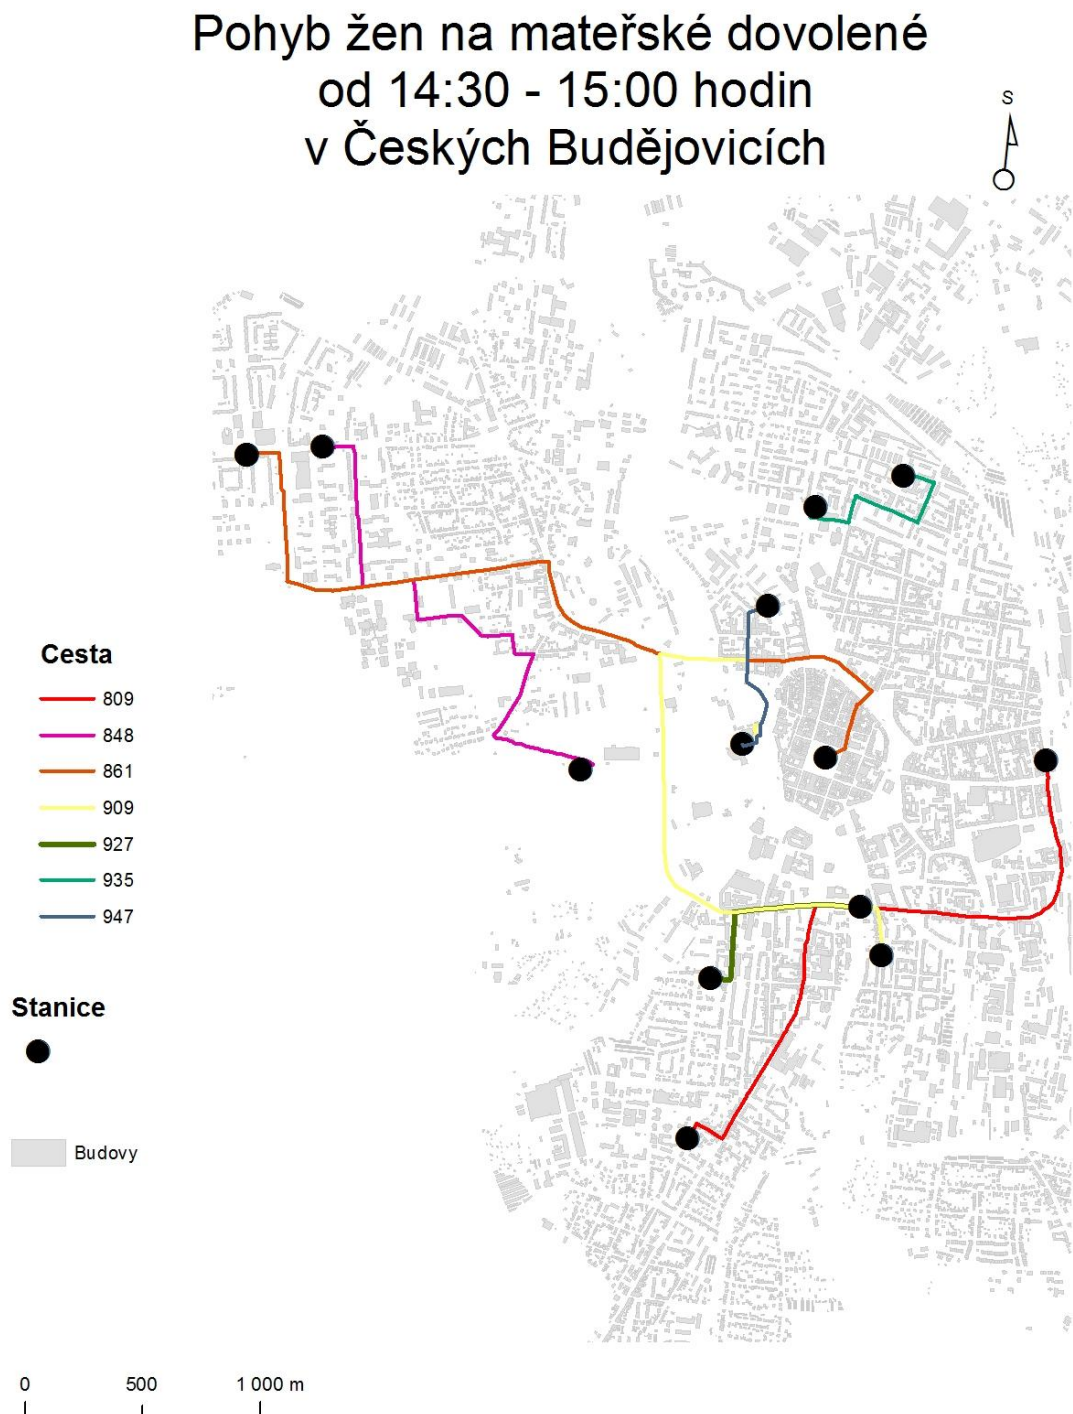 Pohyb žen na mateřské dovolené
od 14:30 - 15:00 hodin
v Českých Budějovicích
S
Cesta
809
848
861
909
927
935
947
Stanice
Budovy
0 500 1 000 m